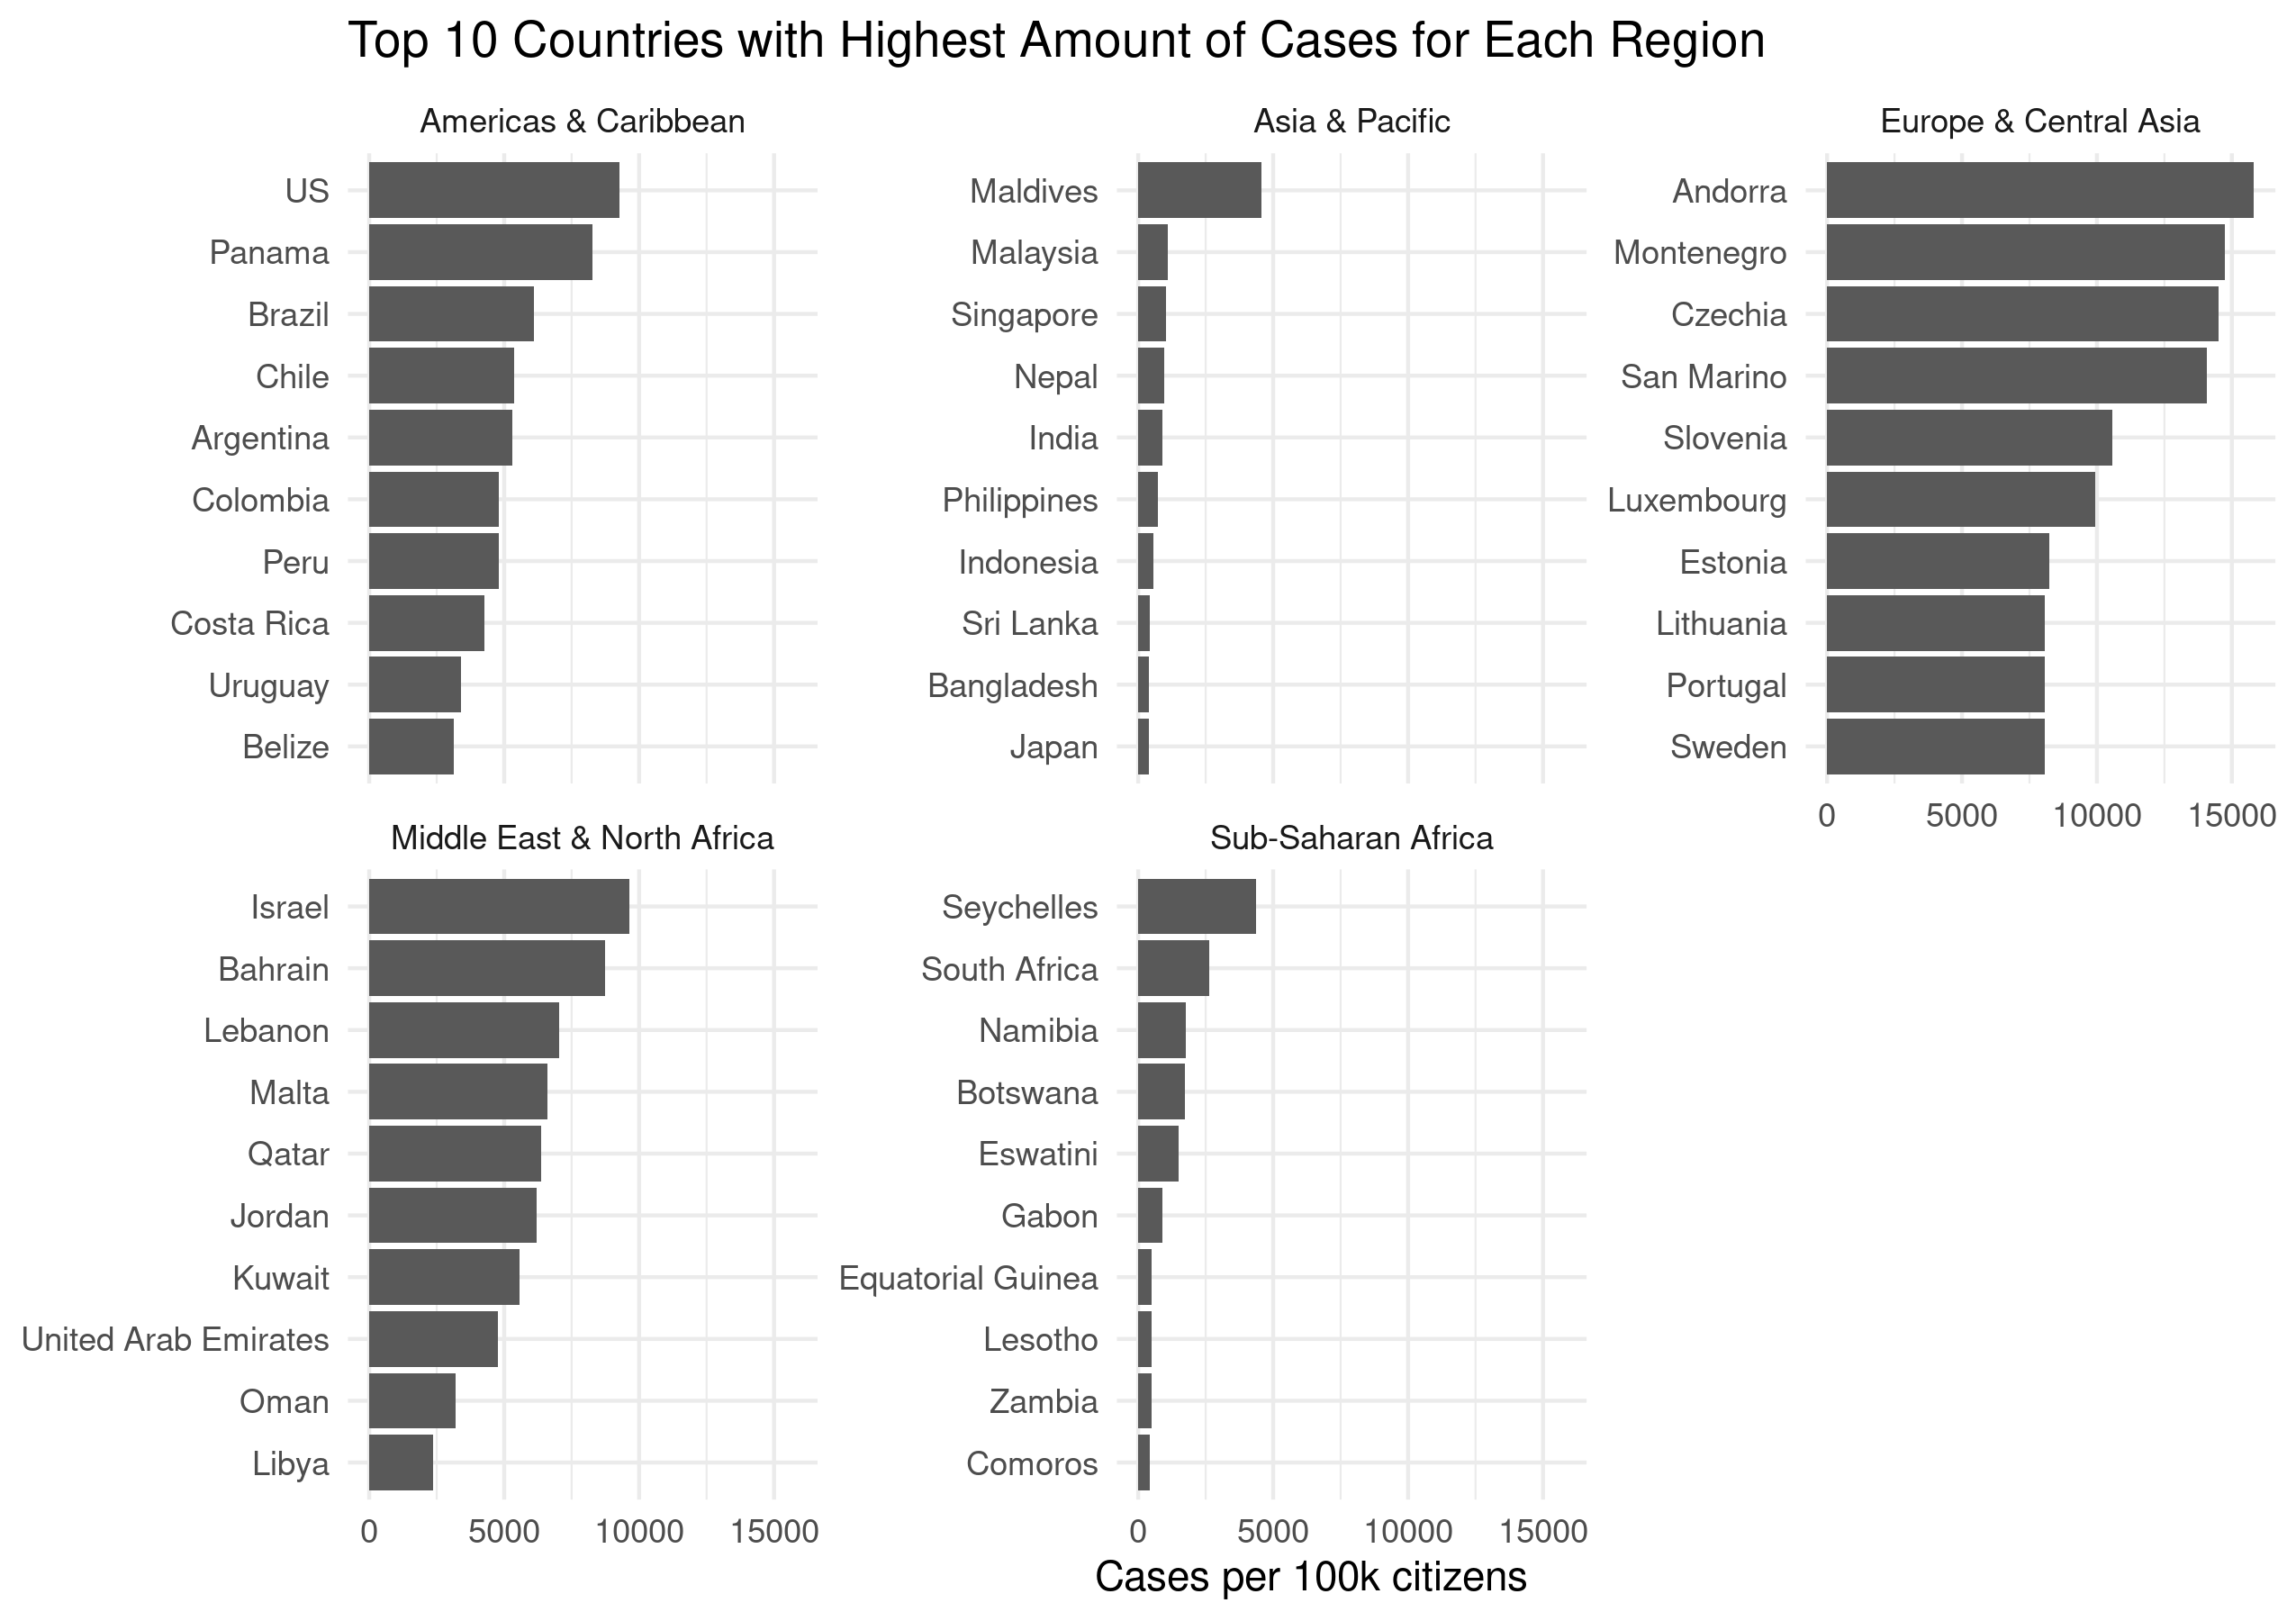 Top 10 Countries with Highest Amount of Cases for Each Region
Americas & Caribbean
US
Panama
Brazil
Chile
Argentina
Colombia
Peru
Costa Rica
Uruguay
Belize
Asia & Pacific
Maldives
Malaysia
Singapore
Nepal
India
Philippines
Indonesia
Sri Lanka
Bangladesh
Japan
Europe & Central Asia
Andorra
Montenegro
Czechia
San Marino
Slovenia
Luxembourg
Estonia
Lithuania
Portugal
Sweden
0 5000 10000 15000
Middle East & North Africa
Israel
Bahrain
Lebanon
Malta
Qatar
Jordan
Kuwait
United Arab Emirates
Oman
Libya
0 5000 10000 15000
Sub-Saharan Africa
Seychelles
South Africa
Namibia
Botswana
Eswatini
Gabon
Equatorial Guinea
Lesotho
Zambia
Comoros
0 5000 10000 15000
Cases per 100k citizens